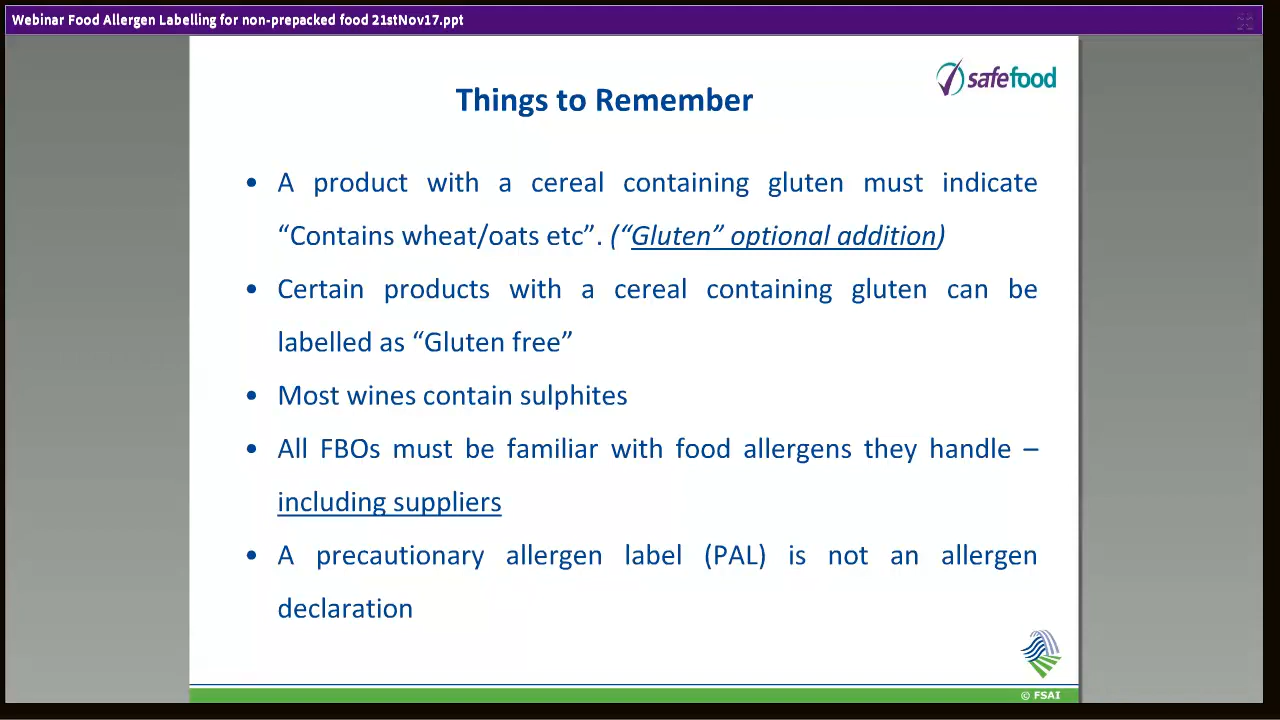 Webinar Food Allergen Labelling for non-prepacked food 21stNov17.ppt
safefood
Things to Remember
• A product with a cereal containing gluten must indicate
“Contains wheat/oats etc”. (“Gluten” optional addition)
• Certain products with a cereal containing gluten can be
labelled as “Gluten free”
• Most wines contain sulphites
• All FBOs must be familiar with food allergens they handle –
including suppliers
• A precautionary allergen label (PAL) is not an allergen
declaration
© FSAI